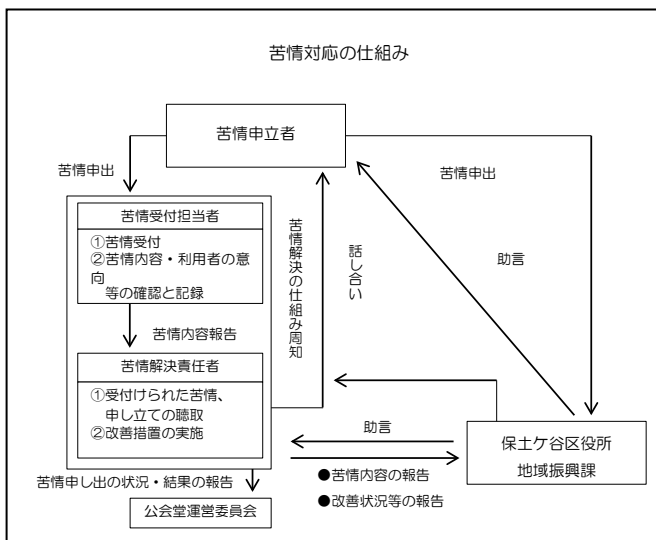 苦情対応の仕組み
苦情申立者
苦情申出
苦情申出
苦情受付担当者
①苦情受付
②苦情内容・利用者の意
向
等の確認と記録
苦情内容報告
苦情解決責任者
①受付けられた苦情、
申し立ての聴取
②改善措置の実施
苦情解決の仕組み周知
話し合い
助言
助言
●苦情内容の報告
●改善状況等の報告
保土ケ谷区役所
地域振興課
苦情申し出の状況・結果の報告
公会堂運営委員会